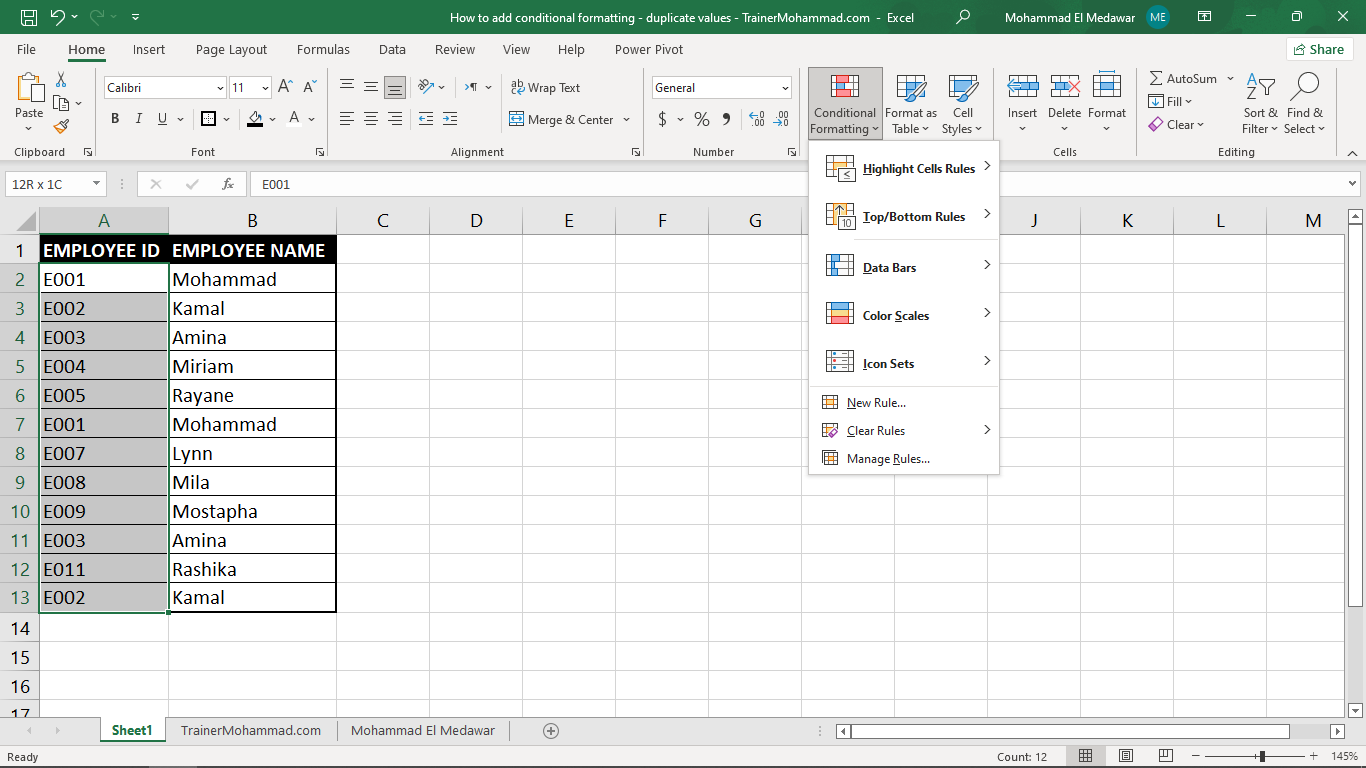 How to add conditional formatting - duplicate values - TrainerMohammad.com - Excel
Mohammad El Medawar
ME
File Home Insert Page Layout Formulas Data Review View Help Power Pivot
Share
Paste
Clipboard
Calibri 11
B I U
A
Font
Wrap Text
Merge & Center
Alignment
General
$ % 9
.00
Number
Conditional Formatting
Format as Table
Cell Styles
Insert
Delete
Format
Cells
AutoSum
Fill
Clear
Sort & Filter
Find & Select
Editing
12R x 1C
fx
E001
Highlight Cells Rules
Top/Bottom Rules
10
Data Bars
Color Scales
Icon Sets
New Rule...
Clear Rules
Manage Rules...
A B C D E F G J K L M
1 EMPLOYEE ID EMPLOYEE NAME
2 E001 Mohammad
3 E002 Kamal
4 E003 Amina
5 E004 Miriam
6 E005 Rayane
7 E001 Mohammad
8 E007 Lynn
9 E008 Mila
10 E009 Mostapha
11 E003 Amina
12 E011 Rashika
13 E002 Kamal
14
15
16
17
Sheet1 TrainerMohammad.com Mohammad El Medawar
Ready
Count: 12
145%